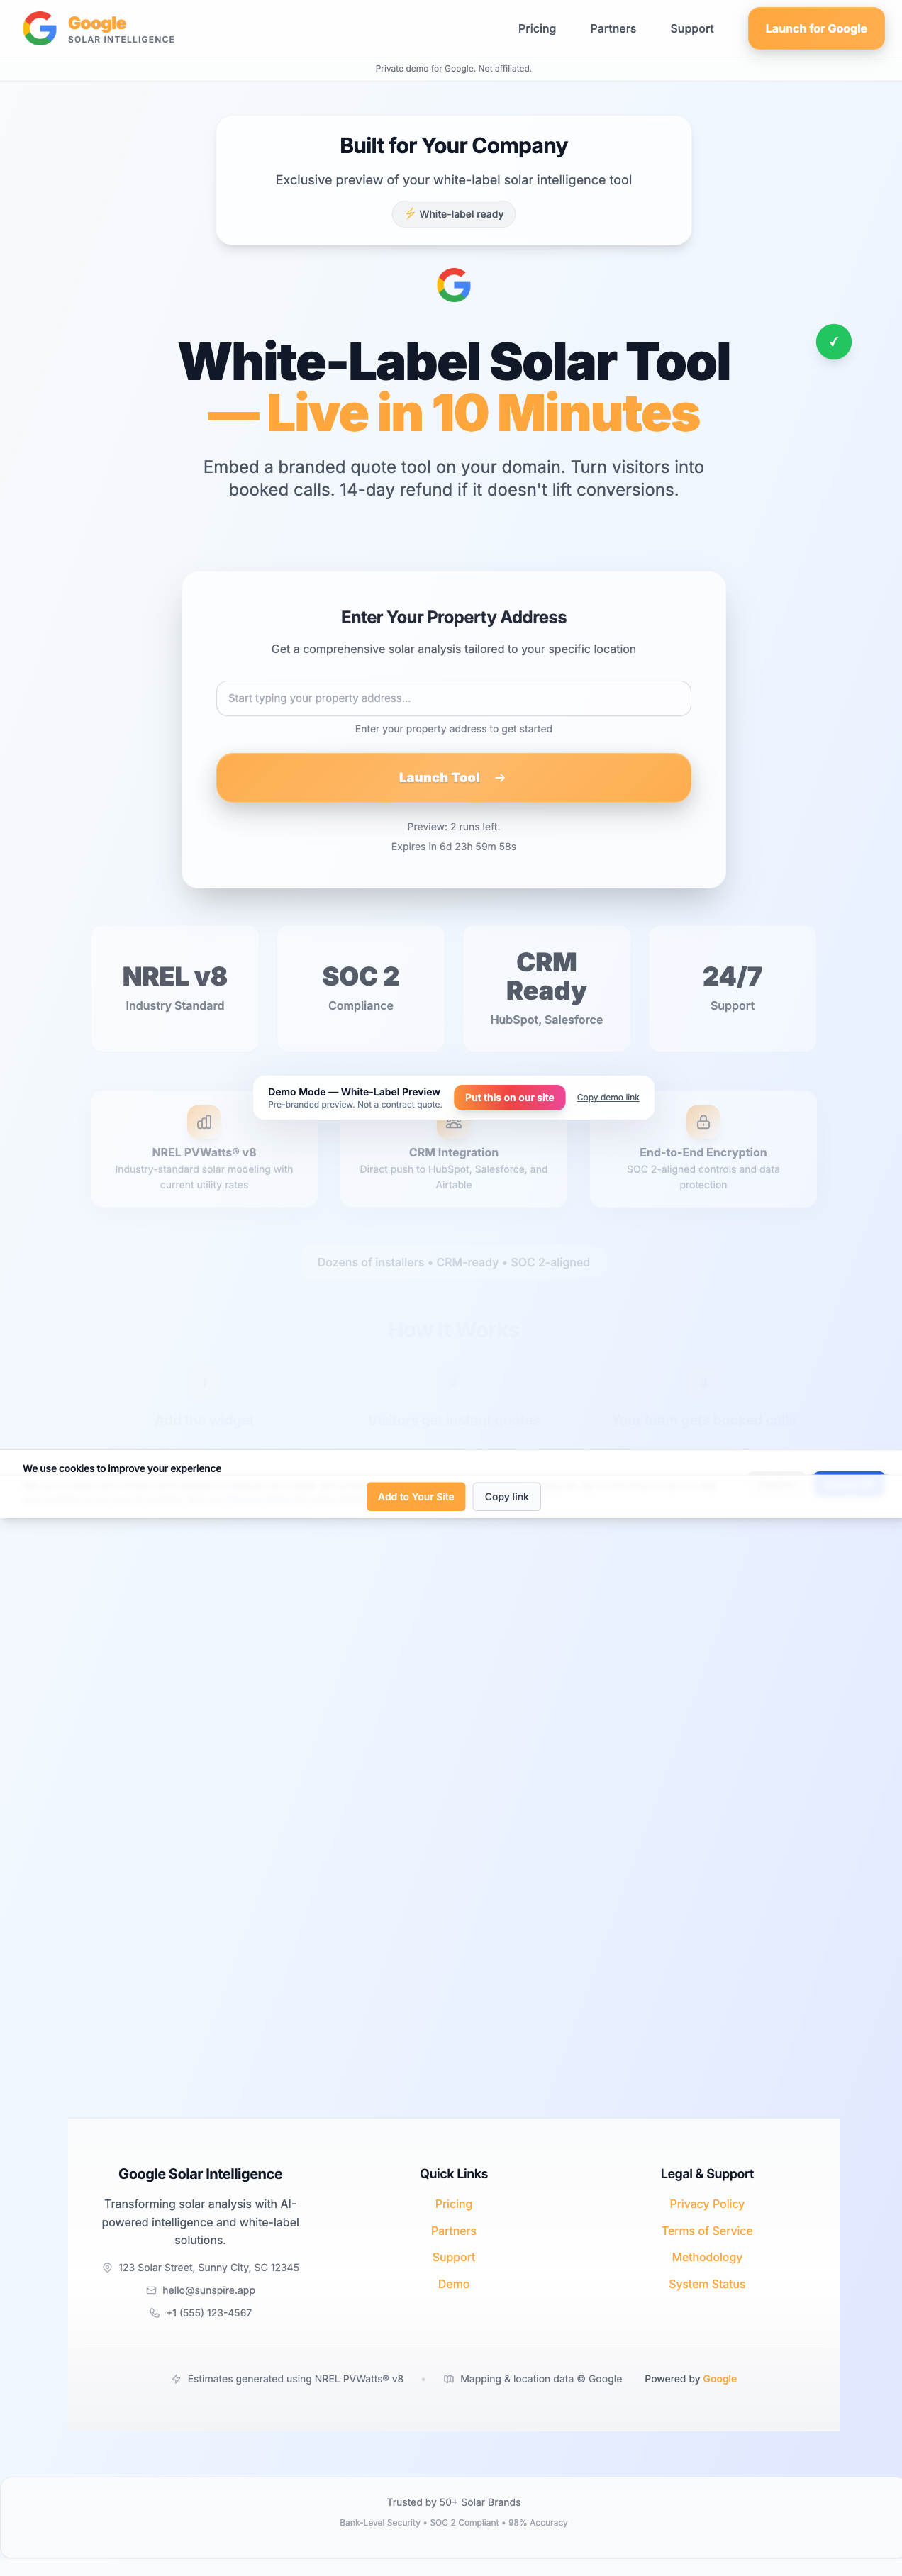 Google
SOLAR INTELLIGENCE
Pricing
Partners
Support
Launch for Google
Private demo for Google. Not affiliated.
Built for Your Company
Exclusive preview of your white-label solar intelligence tool
⚡ White-label ready
White-Label Solar Tool
— Live in 10 Minutes
✓
Embed a branded quote tool on your domain. Turn visitors into
booked calls. 14-day refund if it doesn't lift conversions.
Enter Your Property Address
Get a comprehensive solar analysis tailored to your specific location
Start typing your property address...
Enter your property address to get started
Launch Tool →
Preview: 2 runs left.
Expires in 6d 23h 59m 58s
NREL v8
Industry Standard
SOC 2
Compliance
CRM
Ready
HubSpot, Salesforce
24/7
Support
Demo Mode — White-Label Preview
Pre-branded preview. Not a contract quote.
Put this on our site
Copy demo link
NREL PVWatts® v8
Industry-standard solar modeling with
current utility rates
CRM Integration
Direct push to HubSpot, Salesforce, and
Airtable
End-to-End Encryption
SOC 2-aligned controls and data
protection
Dozens of installers • CRM-ready • SOC 2-aligned
How It Works
Add the widget
Visitors get instant quotes
Your team gets booked calls
We use cookies to improve your experience
Add to Your Site
Copy link
Google Solar Intelligence
Transforming solar analysis with AI-
powered intelligence and white-label
solutions.
123 Solar Street, Sunny City, SC 12345
hello@sunspire.app
+1 (555) 123-4567
Quick Links
Pricing
Partners
Support
Demo
Legal & Support
Privacy Policy
Terms of Service
Methodology
System Status
Estimates generated using NREL PVWatts® v8
•
Mapping & location data © Google
Powered by Google
Trusted by 50+ Solar Brands
Bank-Level Security • SOC 2 Compliant • 98% Accuracy